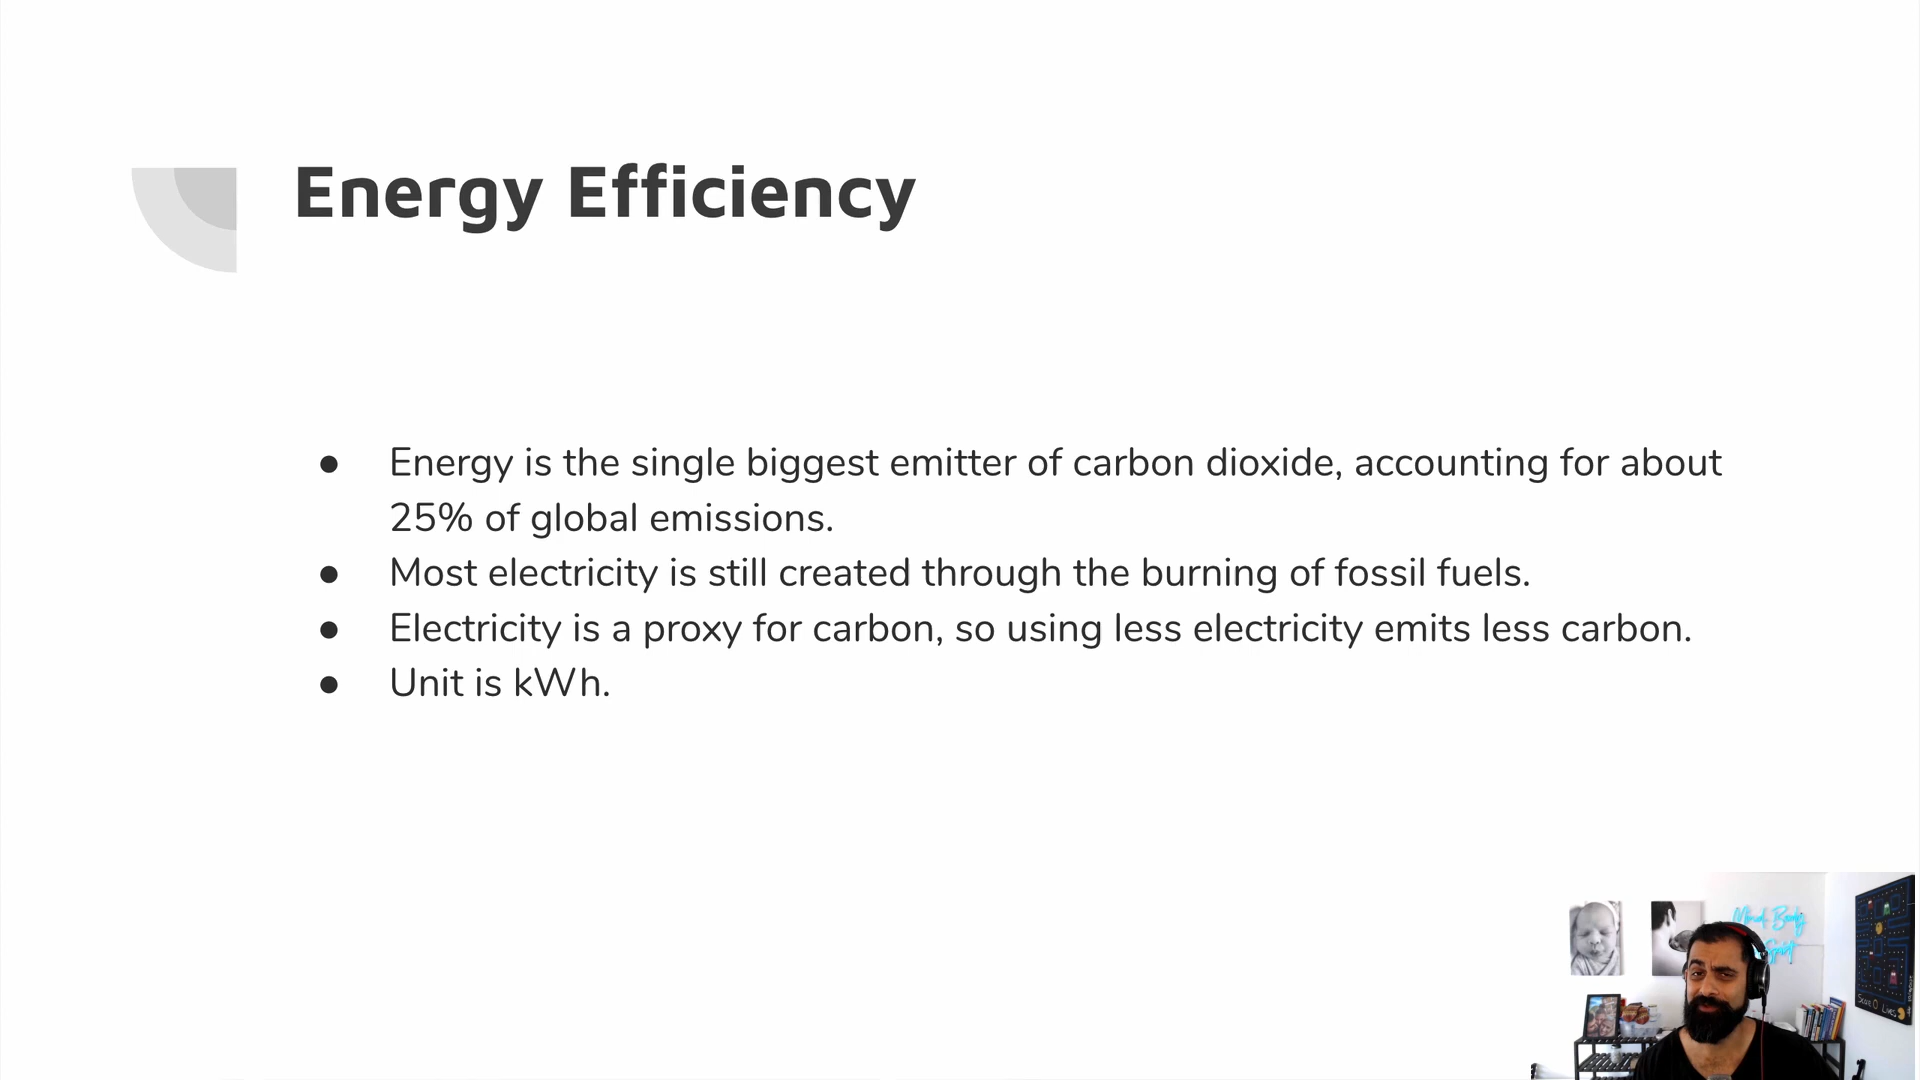 Energy Efficiency
● Energy is the single biggest emitter of carbon dioxide, accounting for about
25% of global emissions.
● Most electricity is still created through the burning of fossil fuels.
● Electricity is a proxy for carbon, so using less electricity emits less carbon.
● Unit is kWh.
Mind Body